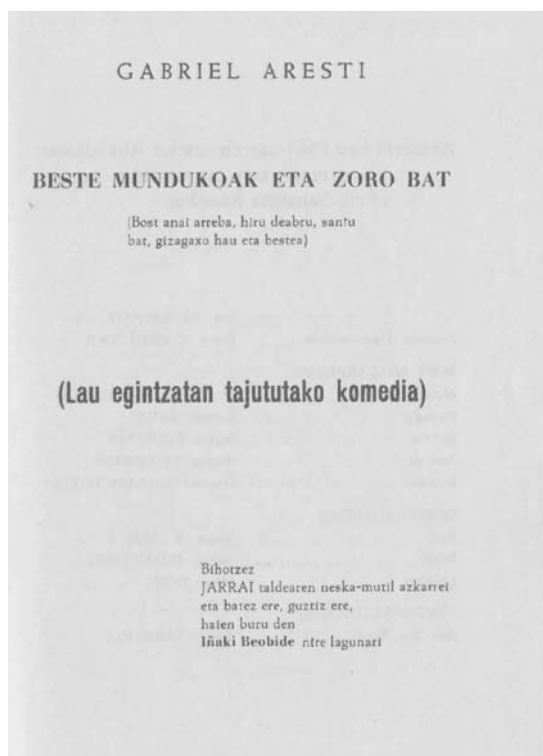 GABRIEL ARESTI
BESTE MUNDUKOAK ETA ZORO BAT
(Bost anai arreba, hiru deabru, santu
bat, gizagaxo hau eta bestea)
(Lau egintzatan tajututako komedia)
Bihotzez
JARRAI taldearen neska-mutil azkarrei
eta batez ere, guztiz ere,
haien buru den
Iñaki Beobide nire lagunari